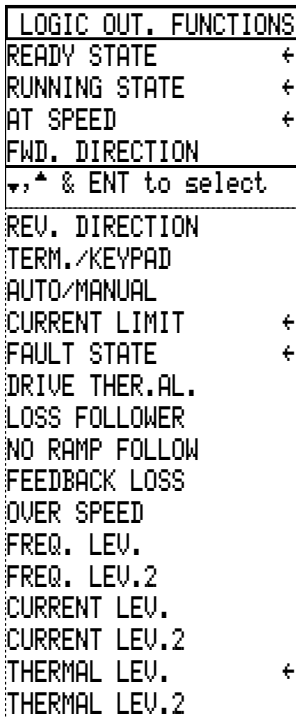 LOGIC OUT. FUNCTIONS
READY STATE ←
RUNNING STATE ←
AT SPEED ←
FWD. DIRECTION
▼,▲ & ENT to select
REV. DIRECTION
TERM./KEYPAD
AUTO/MANUAL
CURRENT LIMIT ←
FAULT STATE ←
DRIVE THER.AL.
LOSS FOLLOWER
NO RAMP FOLLOW
FEEDBACK LOSS
OVER SPEED
FREQ. LEV.
FREQ. LEV.2
CURRENT LEV.
CURRENT LEV.2
THERMAL LEV. ←
THERMAL LEV.2